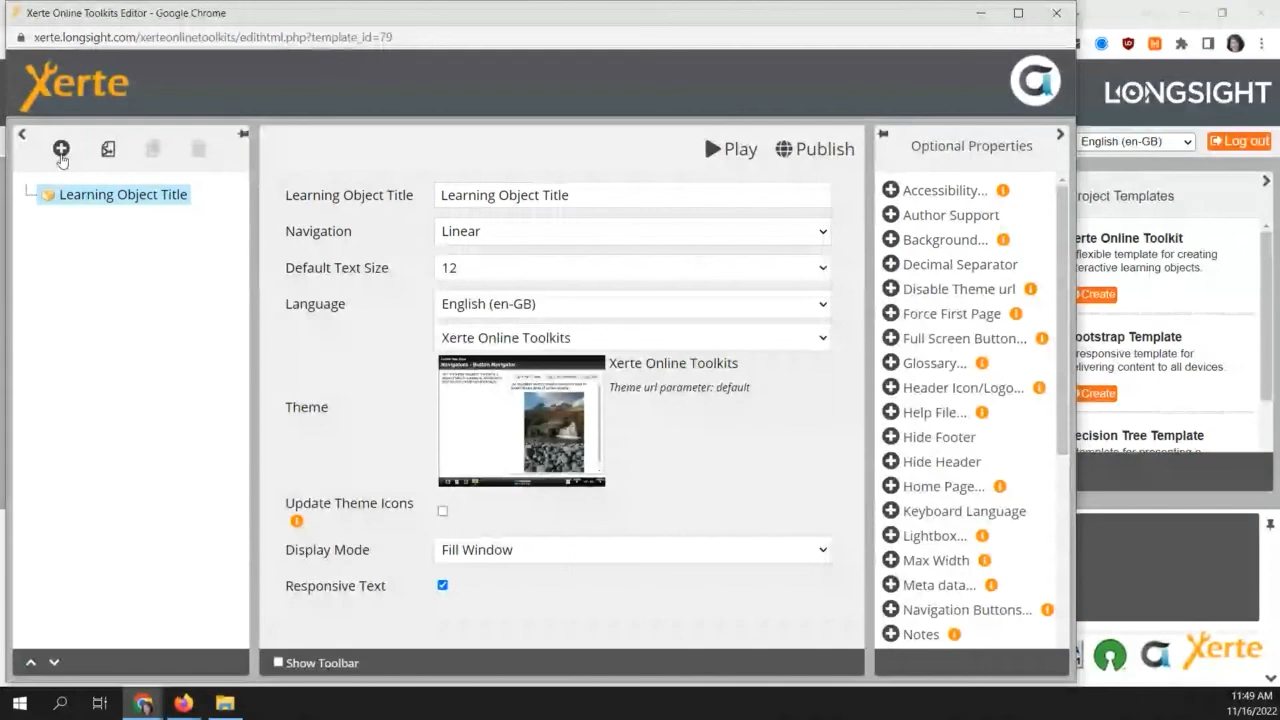 Xerte Online Toolkits Editor - Google Chrome
xerte.longsight.com/xerteonlinetoolkits/edithtml.php?template_id=79
Xerte
LONGSIGHT
English (en-GB)
Log out
Learning Object Title
Play
Publish
Learning Object Title
Learning Object Title
Navigation
Linear
Default Text Size
12
Language
English (en-GB)
Xerte Online Toolkits
Xerte Online Toolkits
Theme url parameter: default
Theme
Update Theme Icons
Display Mode
Fill Window
Responsive Text
Show Toolbar
Optional Properties
Accessibility...
Author Support
Background...
Decimal Separator
Disable Theme url
Force First Page
Full Screen Button...
Glossary...
Header Icon/Logo...
Help File...
Hide Footer
Hide Header
Home Page...
Keyboard Language
Lightbox...
Max Width
Meta data...
Navigation Buttons...
Notes
roject Templates
erte Online Toolkit
flexible template for creating
teractive learning objects.
Create
ootstrap Template
responsive template for
elivering content to all devices.
Create
ecision Tree Template
Xerte
11:49 AM
11/16/2022